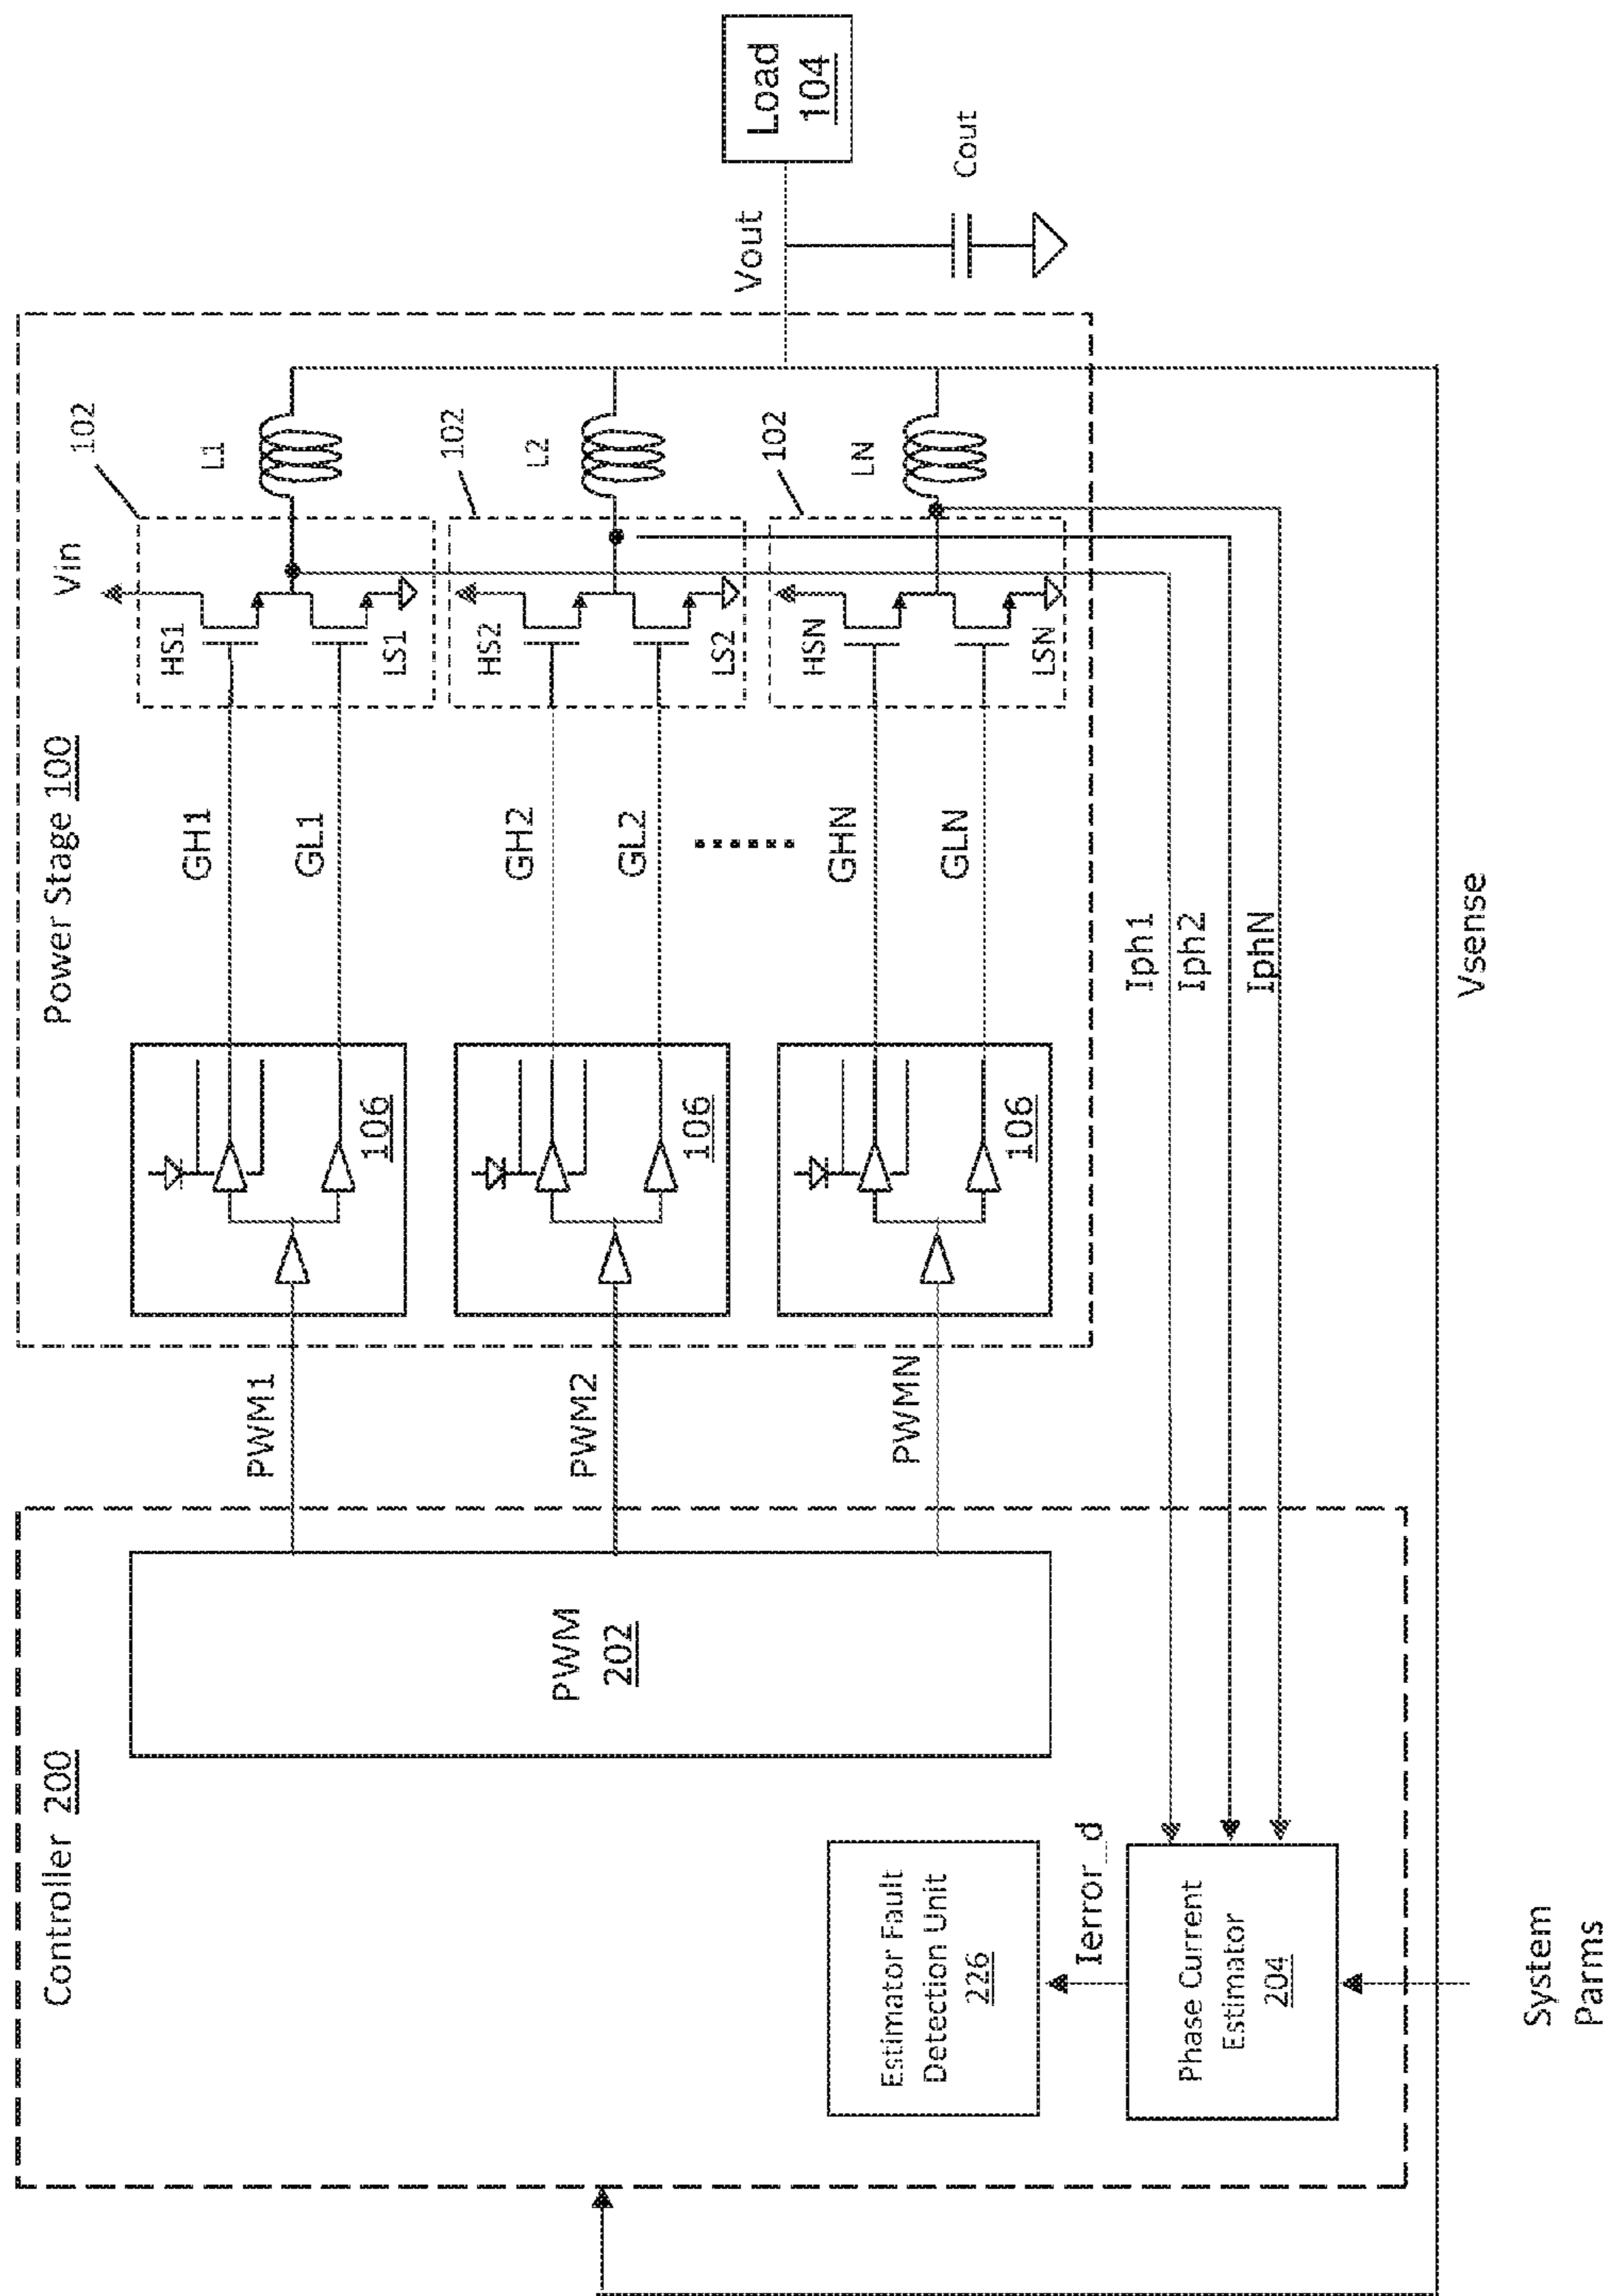 Controller 200
Power Stage 100
PWM
202
PWM1
PWM2
PWMN
106
106
106
GH1
GL1
GH2
GL2
......
GHN
GLN
Vin
102
HS1
LS1
L1
102
HS2
LS2
L2
102
HSN
LSN
LN
Vout
Load
104
Cout
Estimator Fault
Detection Unit
226
Ierror_d
Phase Current
Estimator
204
Iph1
Iph2
IphN
Vsense
System
Parms